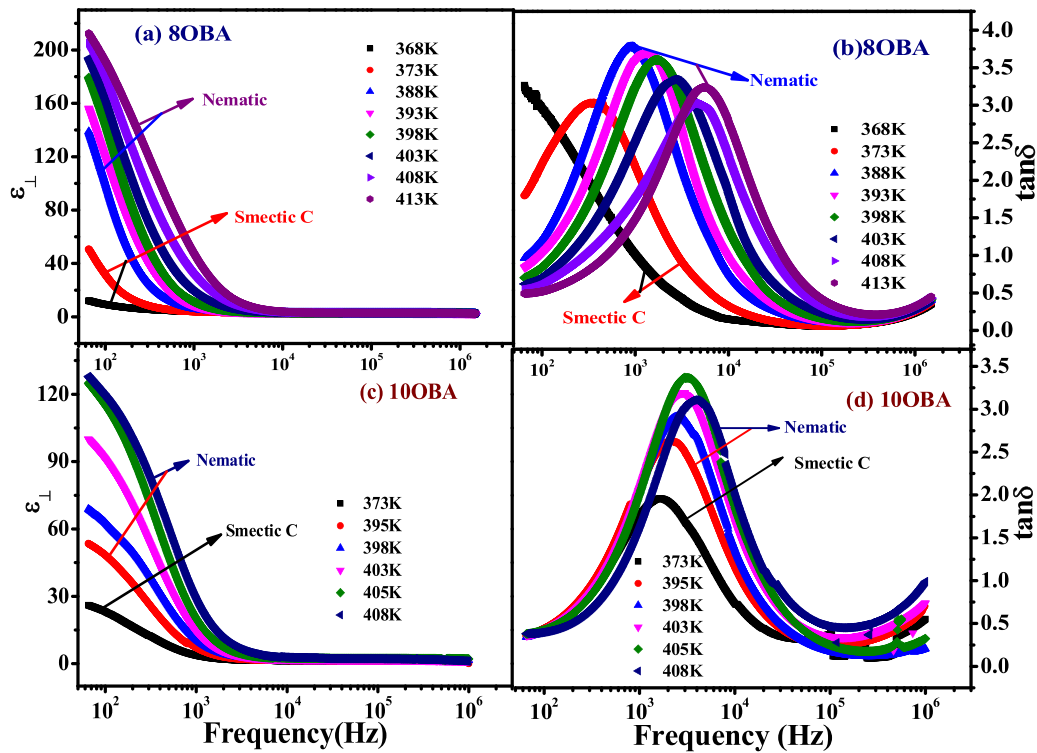 (a) 8OBA
ε⊥
200
160
120
80
40
0
Nematic
Smectic C
368K
373K
388K
393K
398K
403K
408K
413K
10² 10³ 10⁴ 10⁵ 10⁶
(b)8OBA
tanδ
4.0
3.5
3.0
2.5
2.0
1.5
1.0
0.5
0.0
Nematic
Smectic C
368K
373K
388K
393K
398K
403K
408K
413K
10² 10³ 10⁴ 10⁵ 10⁶
(c) 10OBA
ε⊥
120
90
60
30
0
Nematic
Smectic C
373K
395K
398K
403K
405K
408K
10² 10³ 10⁴ 10⁵ 10⁶
Frequency(Hz)
(d) 10OBA
tanδ
3.5
3.0
2.5
2.0
1.5
1.0
0.5
0.0
Nematic
Smectic C
373K
395K
398K
403K
405K
408K
10² 10³ 10⁴ 10⁵ 10⁶
Frequency (Hz)